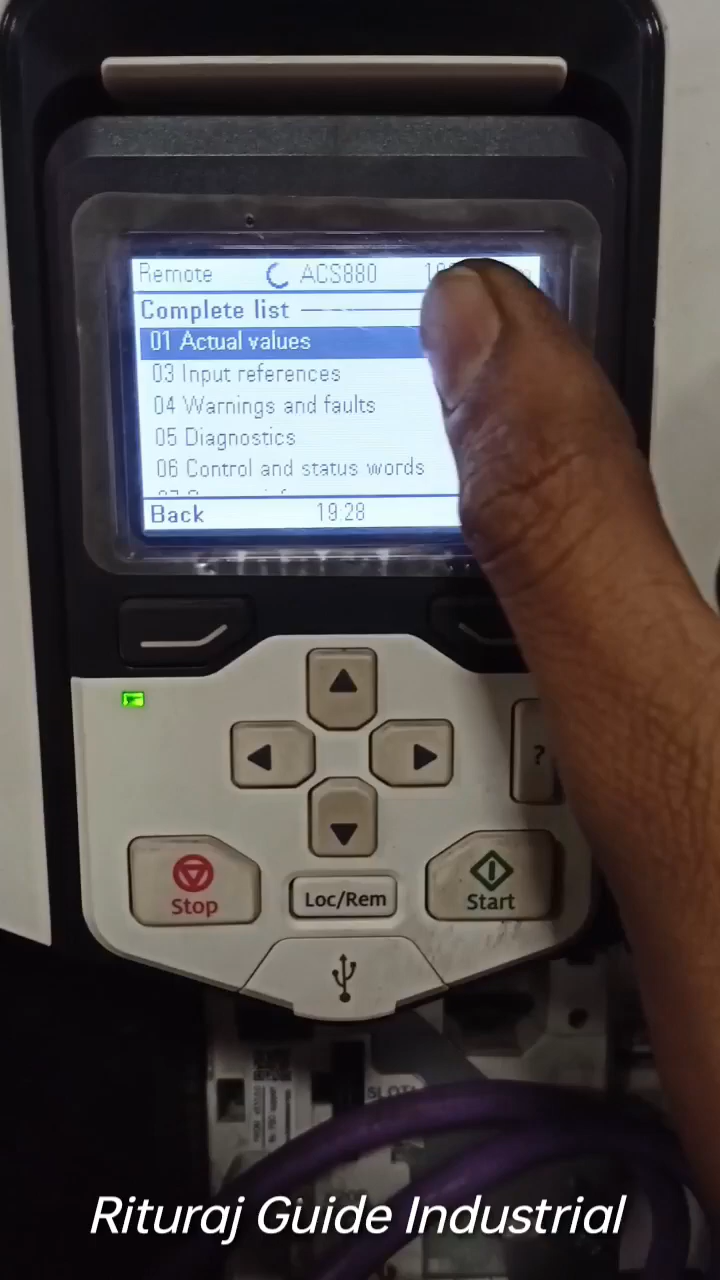 Remote ACS880
Complete list
01 Actual values
03 Input references
04 Warnings and faults
05 Diagnostics
06 Control and status words
Back 19:28
?
Stop
Loc/Rem
Start
Rituraj Guide Industrial